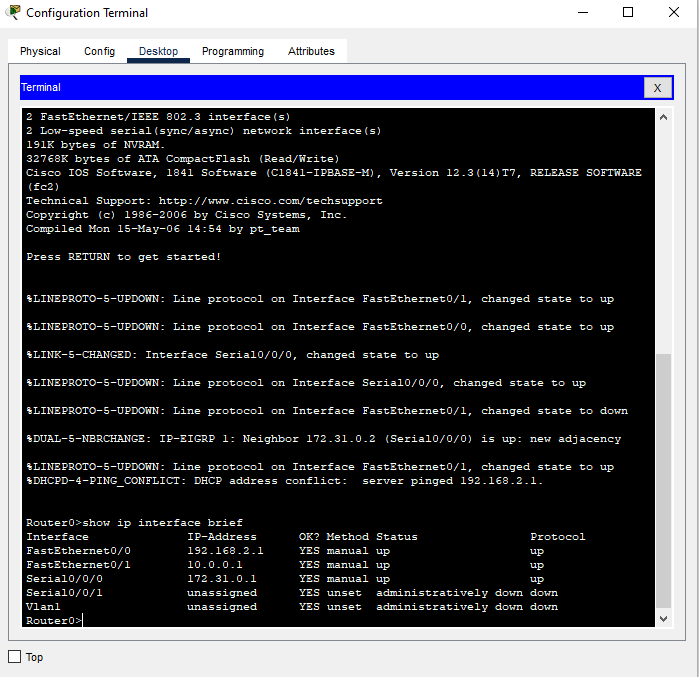 Configuration Terminal
Physical Config Desktop Programming Attributes
Terminal X
2 FastEthernet/IEEE 802.3 interface(s)
2 Low-speed serial(sync/async) network interface(s)
191K bytes of NVRAM.
32768K bytes of ATA CompactFlash (Read/Write)
Cisco IOS Software, 1841 Software (C1841-IPBASE-M), Version 12.3(14)T7, RELEASE SOFTWARE
(fc2)
Technical Support: http://www.cisco.com/techsupport
Copyright (c) 1986-2006 by Cisco Systems, Inc.
Compiled Mon 15-May-06 14:54 by pt_team
Press RETURN to get started!
%LINEPROTO-5-UPDOWN: Line protocol on Interface FastEthernet0/1, changed state to up
%LINEPROTO-5-UPDOWN: Line protocol on Interface FastEthernet0/0, changed state to up
%LINK-5-CHANGED: Interface Serial0/0/0, changed state to up
%LINEPROTO-5-UPDOWN: Line protocol on Interface Serial0/0/0, changed state to up
%LINEPROTO-5-UPDOWN: Line protocol on Interface FastEthernet0/1, changed state to down
%DUAL-5-NBRCHANGE: IP-EIGRP 1: Neighbor 172.31.0.2 (Serial0/0/0) is up: new adjacency
%LINEPROTO-5-UPDOWN: Line protocol on Interface FastEthernet0/1, changed state to up
%DHCPD-4-PING_CONFLICT: DHCP address conflict:  server pinged 192.168.2.1.
Router0>show ip interface brief
Interface IP-Address OK? Method Status Protocol
FastEthernet0/0 192.168.2.1 YES manual up up
FastEthernet0/1 10.0.0.1 YES manual up up
Serial0/0/0 172.31.0.1 YES manual up up
Serial0/0/1 unassigned YES unset administratively down down
Vlan1 unassigned YES unset administratively down down
Router0>
Top